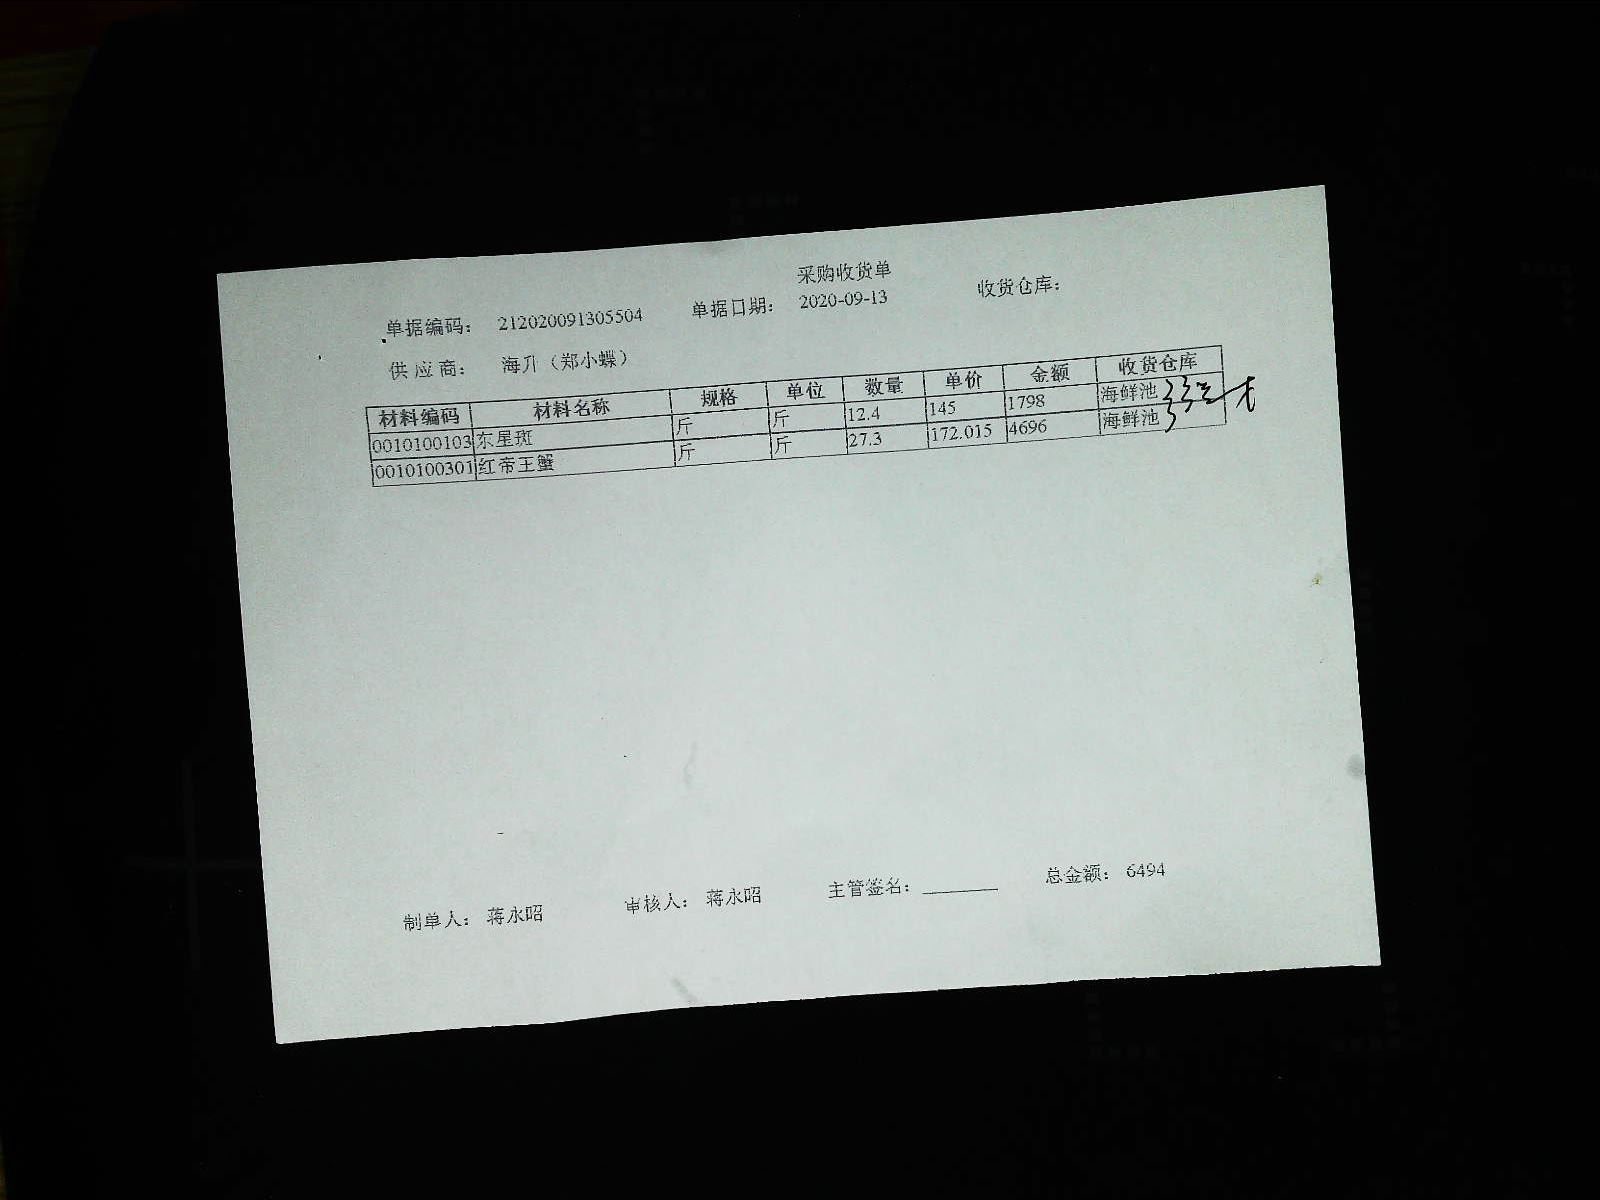 采购收货单
单据编码： 212020091305504 单据日期： 2020-09-13 收货仓库：
供应商： 海升（郑小蝶）
材料编码 材料名称 规格 单位 数量 单价 金额 收货仓库
0010100103 东星斑 斤 斤 12.4 145 1798 海鲜池
0010100301 红帝王蟹 斤 斤 27.3 172.015 4696 海鲜池
制单人： 蒋永昭 审核人： 蒋永昭 主管签名： 总金额： 6494